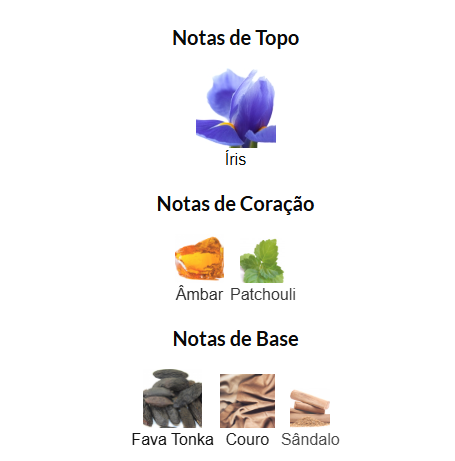 Notas de Topo
Íris
Notas de Coração
Âmbar Patchouli
Notas de Base
Fava Tonka Couro Sândalo